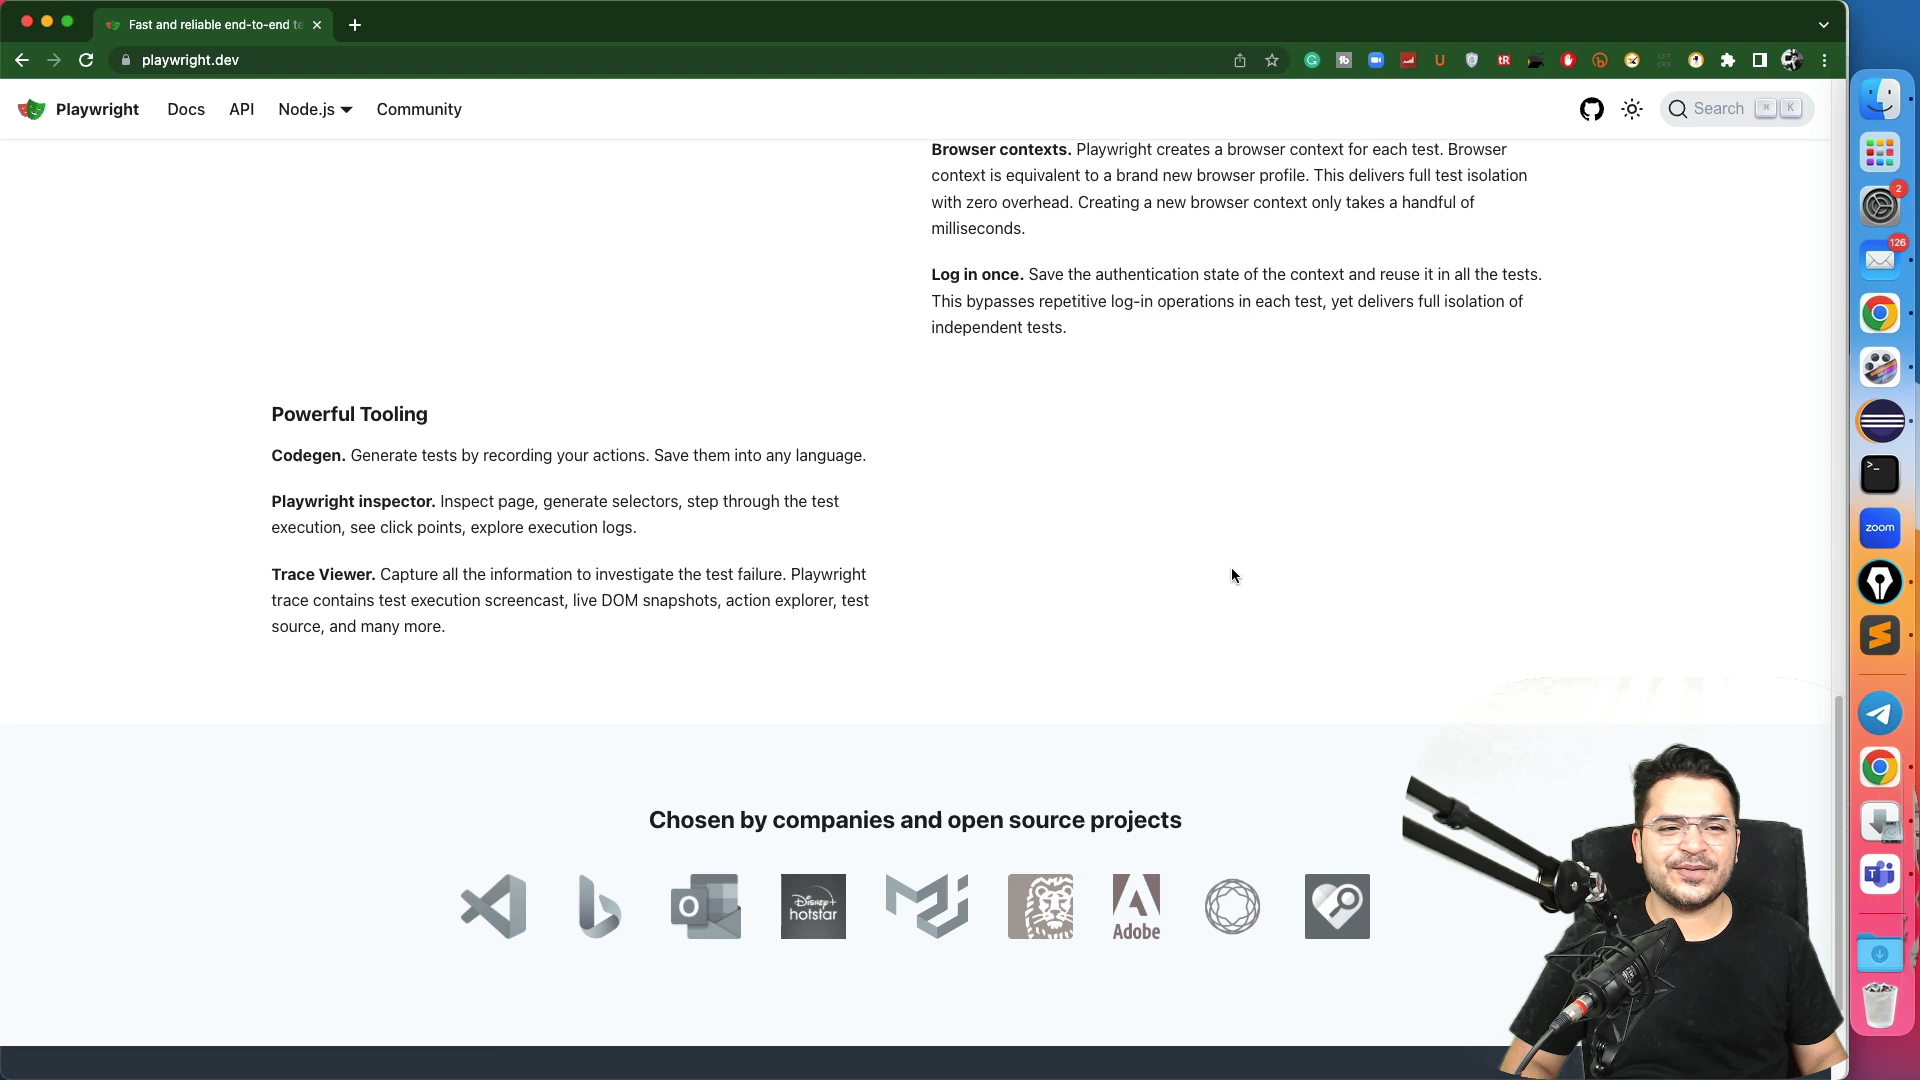 Fast and reliable end-to-end te
playwright.dev
Playwright
Docs
API
Node.js
Community
Search
K
Browser contexts. Playwright creates a browser context for each test. Browser
context is equivalent to a brand new browser profile. This delivers full test isolation
with zero overhead. Creating a new browser context only takes a handful of
milliseconds.
Log in once. Save the authentication state of the context and reuse it in all the tests.
This bypasses repetitive log-in operations in each test, yet delivers full isolation of
independent tests.
Powerful Tooling
Codegen. Generate tests by recording your actions. Save them into any language.
Playwright inspector. Inspect page, generate selectors, step through the test
execution, see click points, explore execution logs.
Trace Viewer. Capture all the information to investigate the test failure. Playwright
trace contains test execution screencast, live DOM snapshots, action explorer, test
source, and many more.
Chosen by companies and open source projects
Disney+
hotstar
Adobe
2
126
zoom